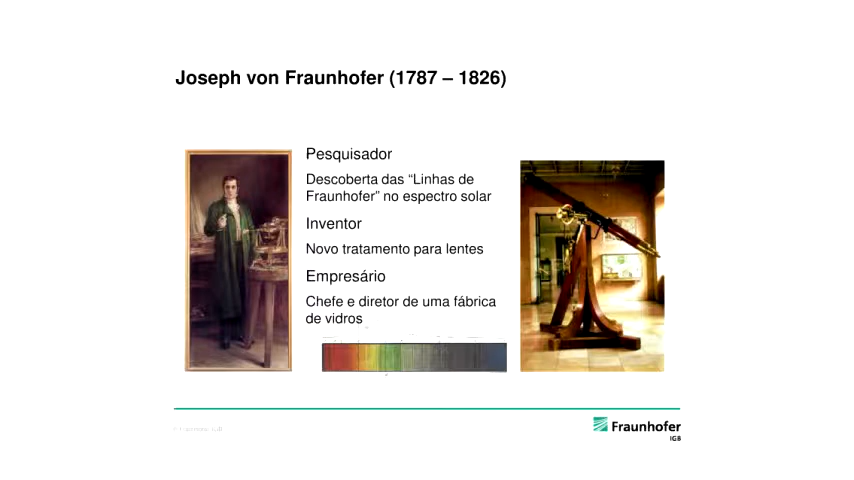 Joseph von Fraunhofer (1787 – 1826)
Pesquisador
Descoberta das “Linhas de
Fraunhofer” no espectro solar
Inventor
Novo tratamento para lentes
Empresário
Chefe e diretor de uma fábrica
de vidros
Fraunhofer
IGB